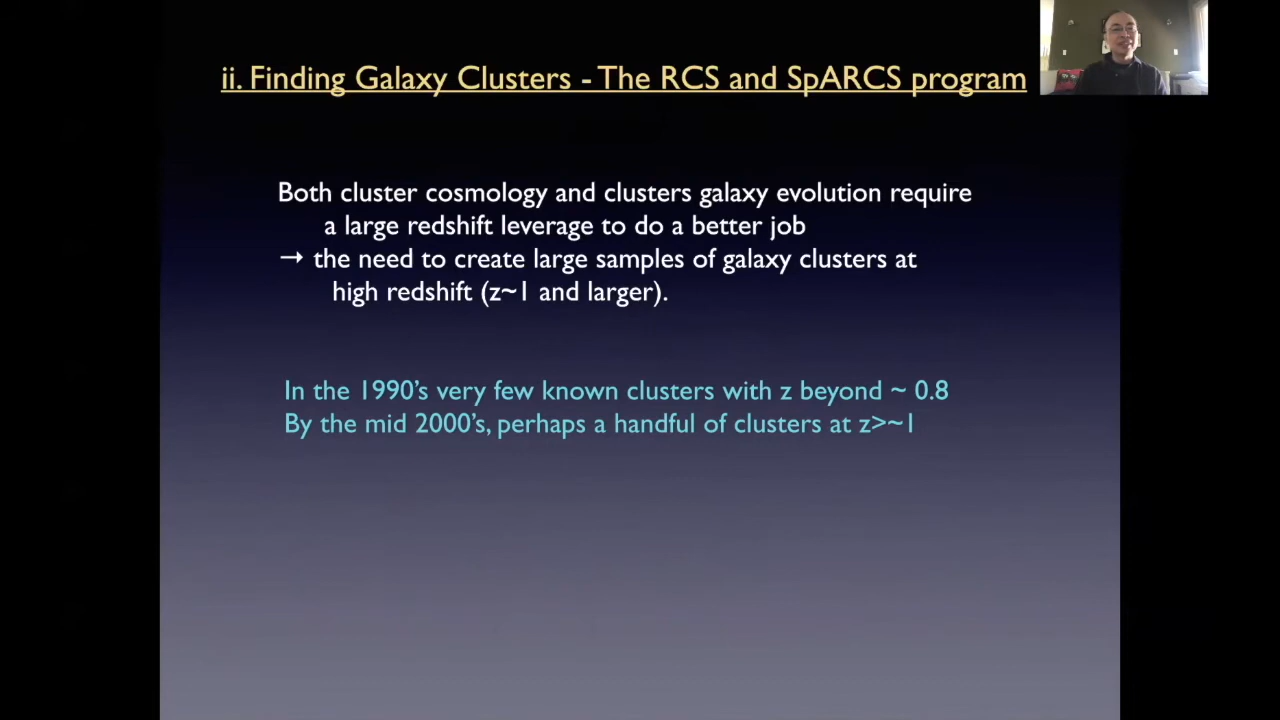 ii. Finding Galaxy Clusters - The RCS and SpARCS program
Both cluster cosmology and clusters galaxy evolution require
a large redshift leverage to do a better job
→ the need to create large samples of galaxy clusters at
high redshift (z~1 and larger).
In the 1990’s very few known clusters with z beyond ~ 0.8
By the mid 2000’s, perhaps a handful of clusters at z>~1